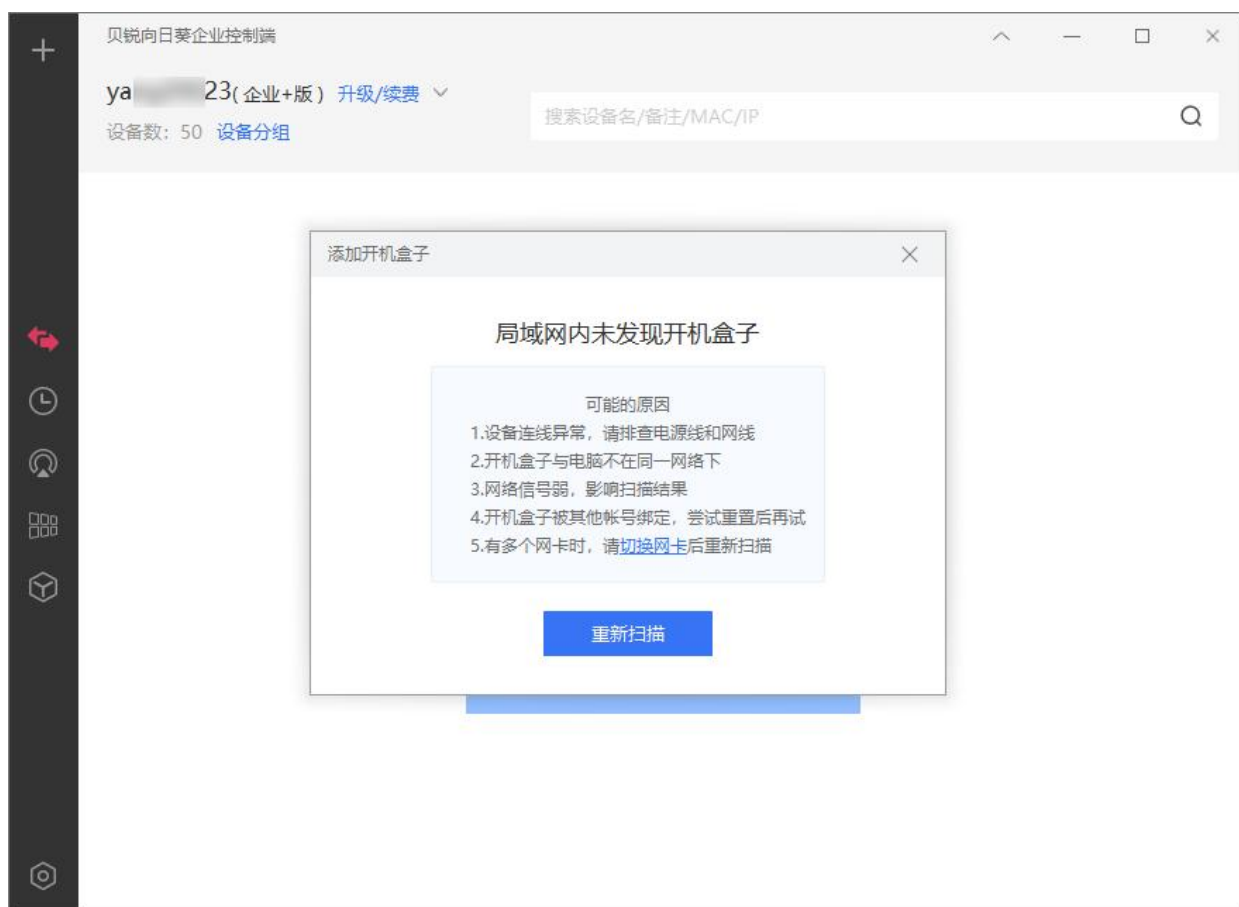 贝锐向日葵企业控制端
ya 23(企业+版) 升级/续费
搜索设备名/备注/MAC/IP
设备数：50 设备分组
添加开机盒子
局域网内未发现开机盒子
可能的原因
1.设备连线异常，请排查电源线和网线
2.开机盒子与电脑不在同一网络下
3.网络信号弱，影响扫描结果
4.开机盒子被其他帐号绑定，尝试重置后再试
5.有多个网卡时，请切换网卡后重新扫描
重新扫描